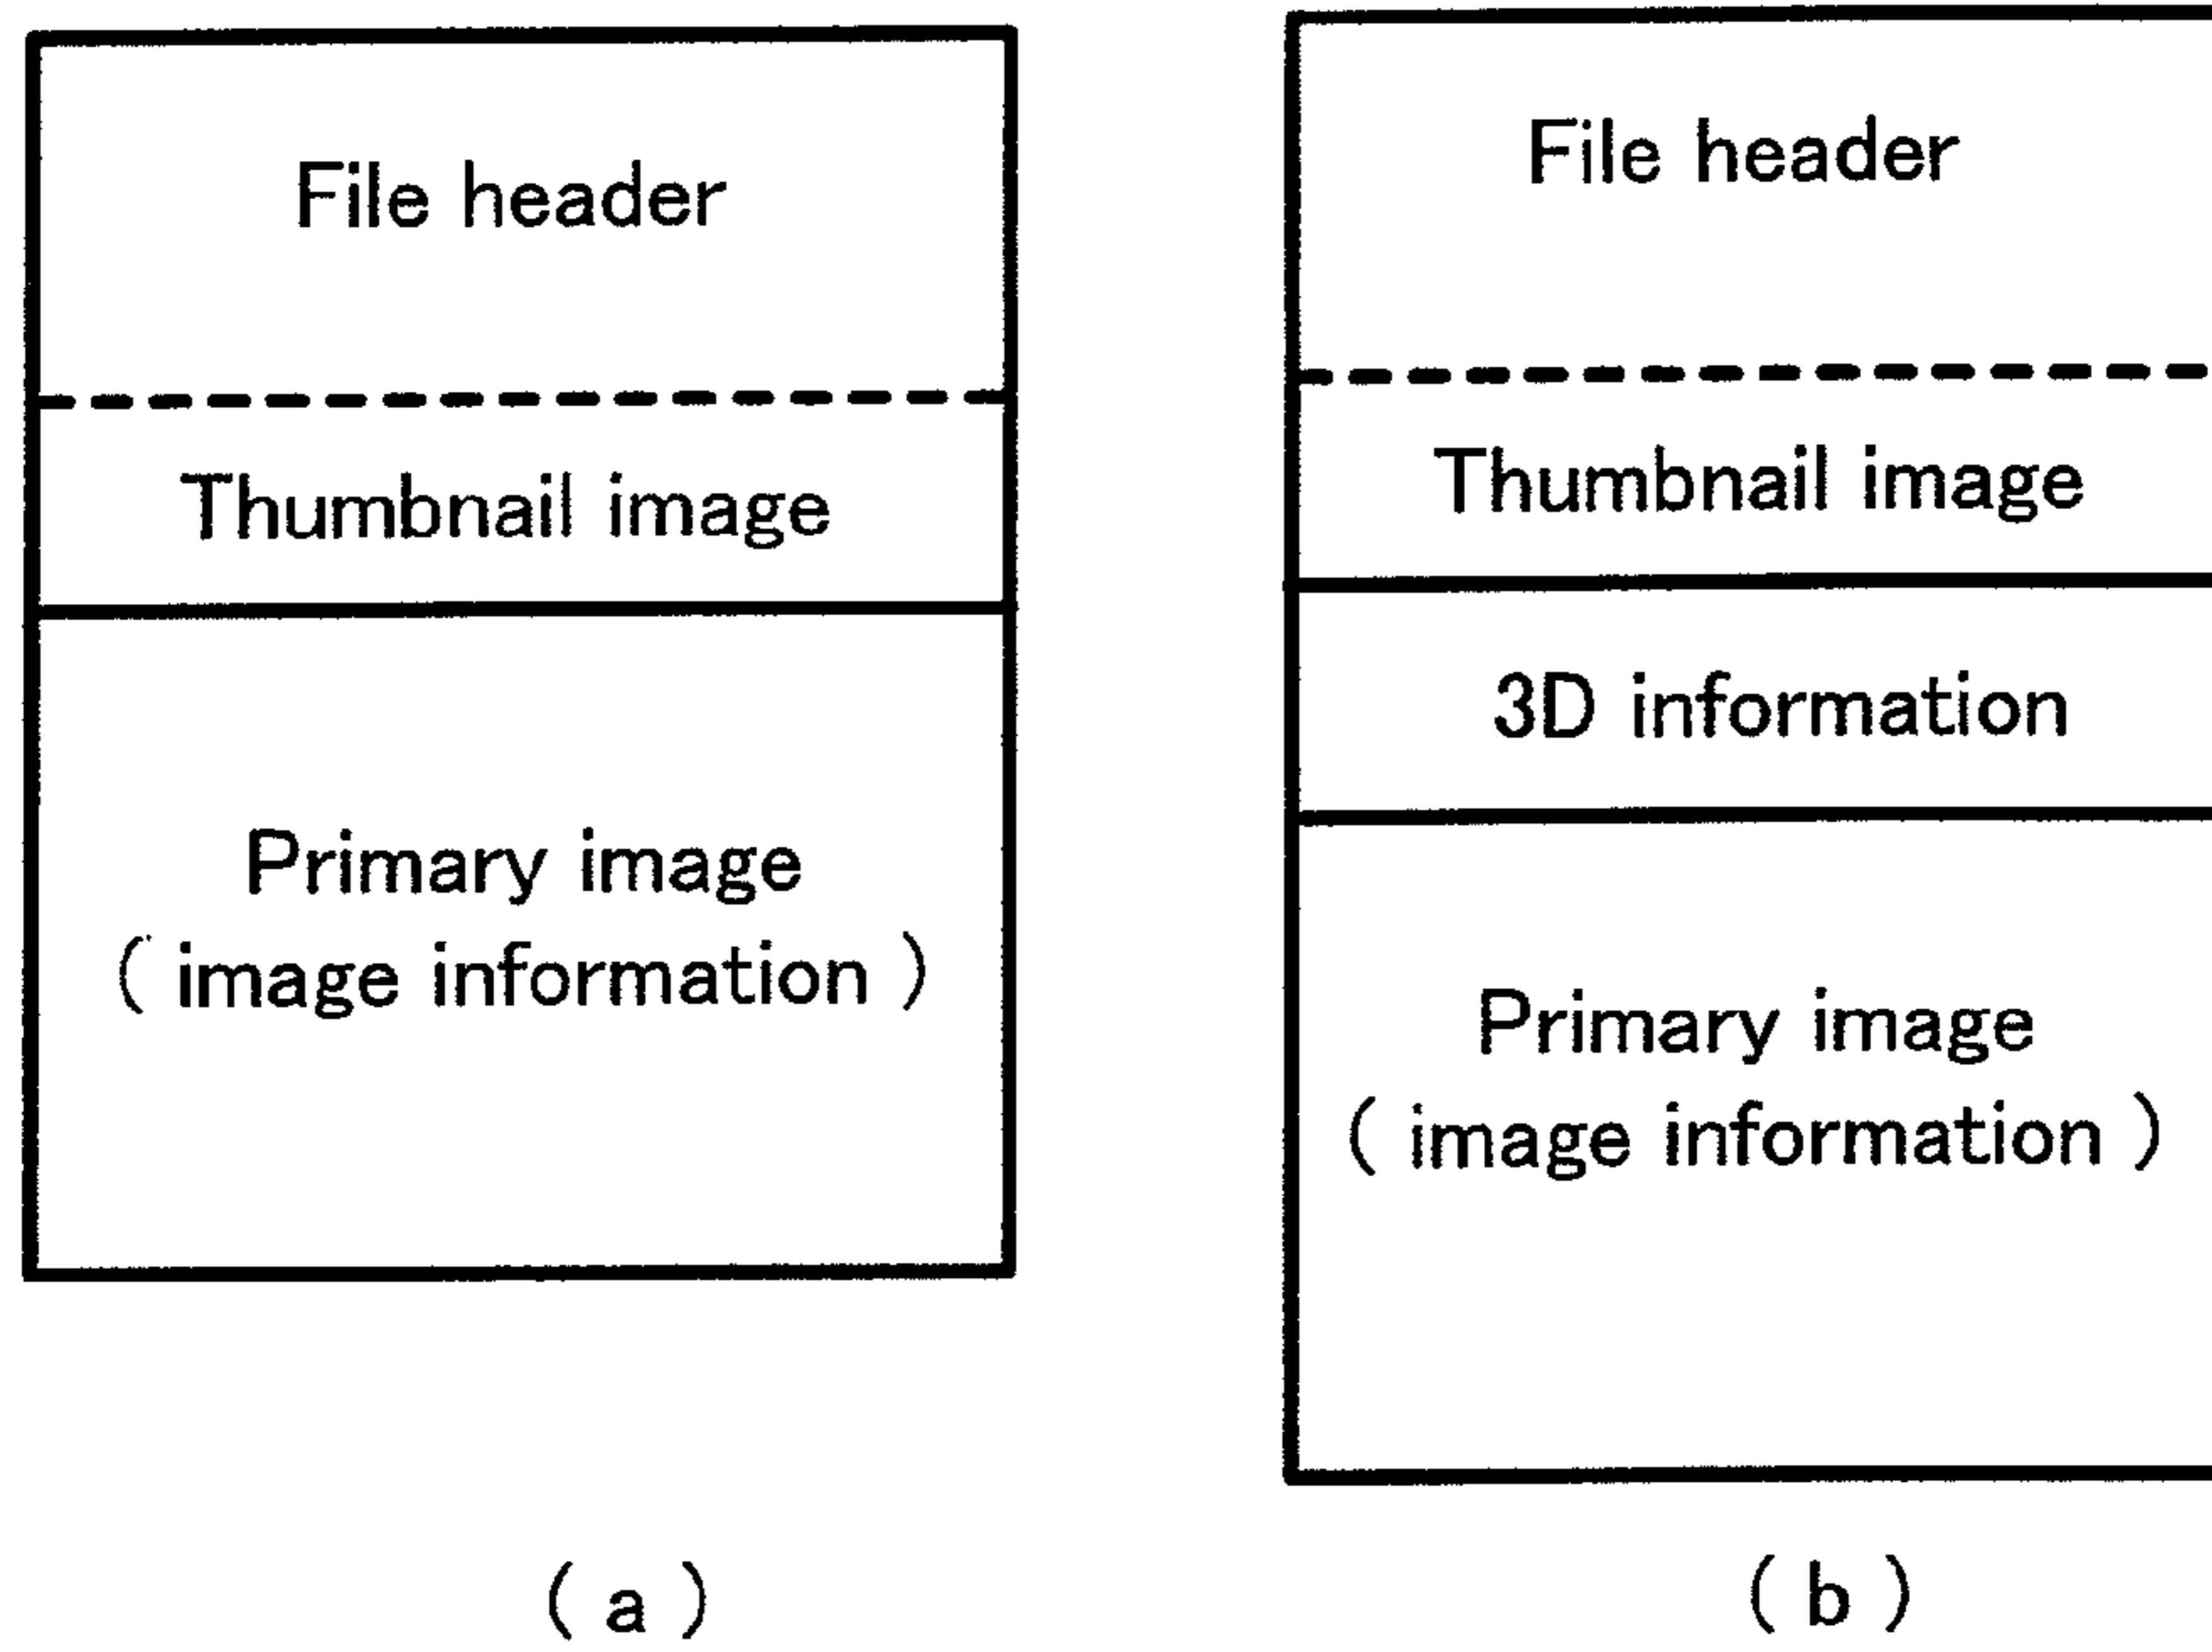 File header
Thumbnail image
Primary image
( image information )
( a )
File header
Thumbnail image
3D information
Primary image
( image information )
( b )